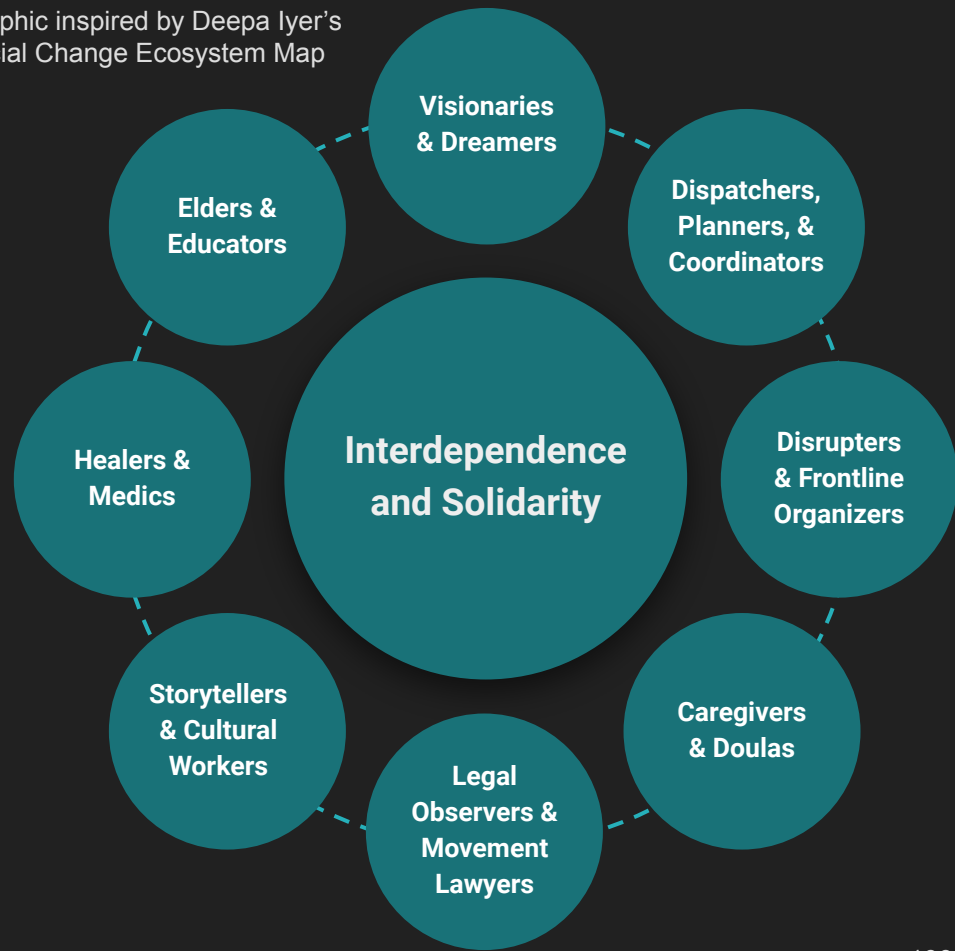 phic inspired by Deepa Iyer's
cial Change Ecosystem Map
Visionaries
& Dreamers
Dispatchers,
Planners, &
Coordinators
Disrupters
& Frontline
Organizers
Caregivers
& Doulas
Legal
Observers &
Movement
Lawyers
Storytellers
& Cultural
Workers
Healers &
Medics
Elders &
Educators
Interdependence
and Solidarity